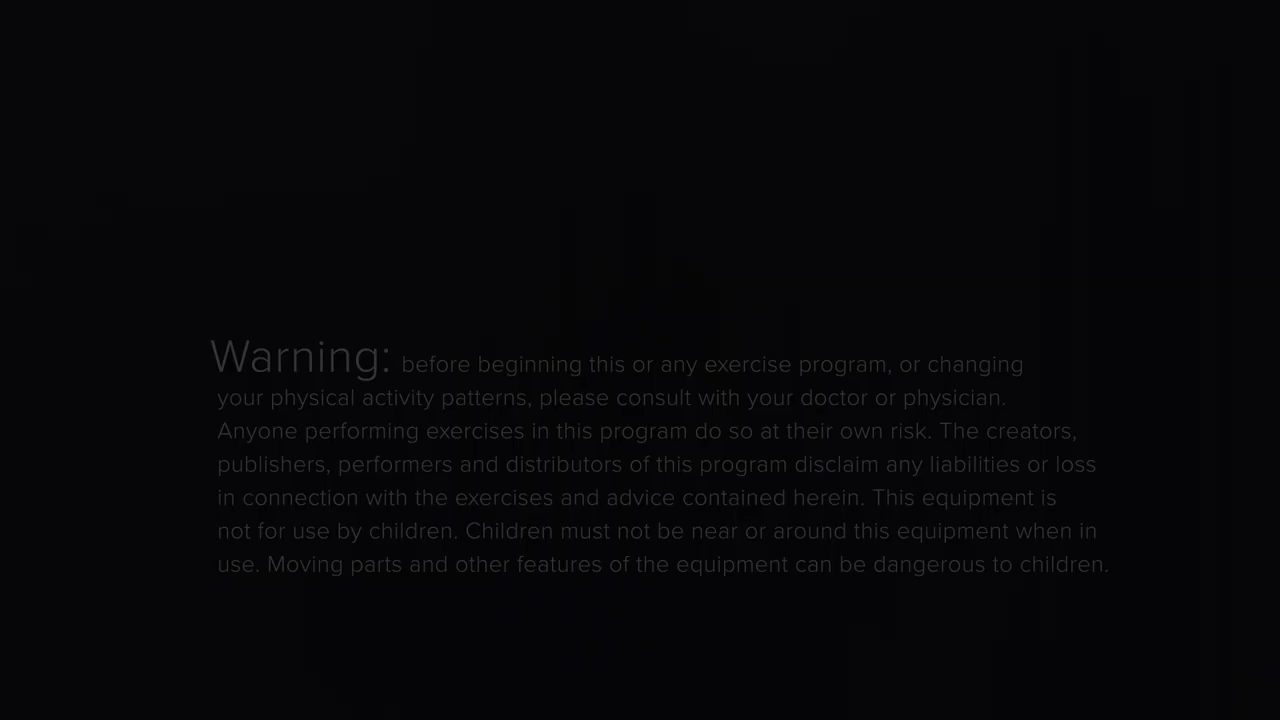 Warning: before beginning this or any exercise program, or changing
your physical activity patterns, please consult with your doctor or physician.
Anyone performing exercises in this program do so at their own risk. The creators,
publishers, performers and distributors of this program disclaim any liabilities or loss
in connection with the exercises and advice contained herein. This equipment is
not for use by children. Children must not be near or around this equipment when in
use. Moving parts and other features of the equipment can be dangerous to children.